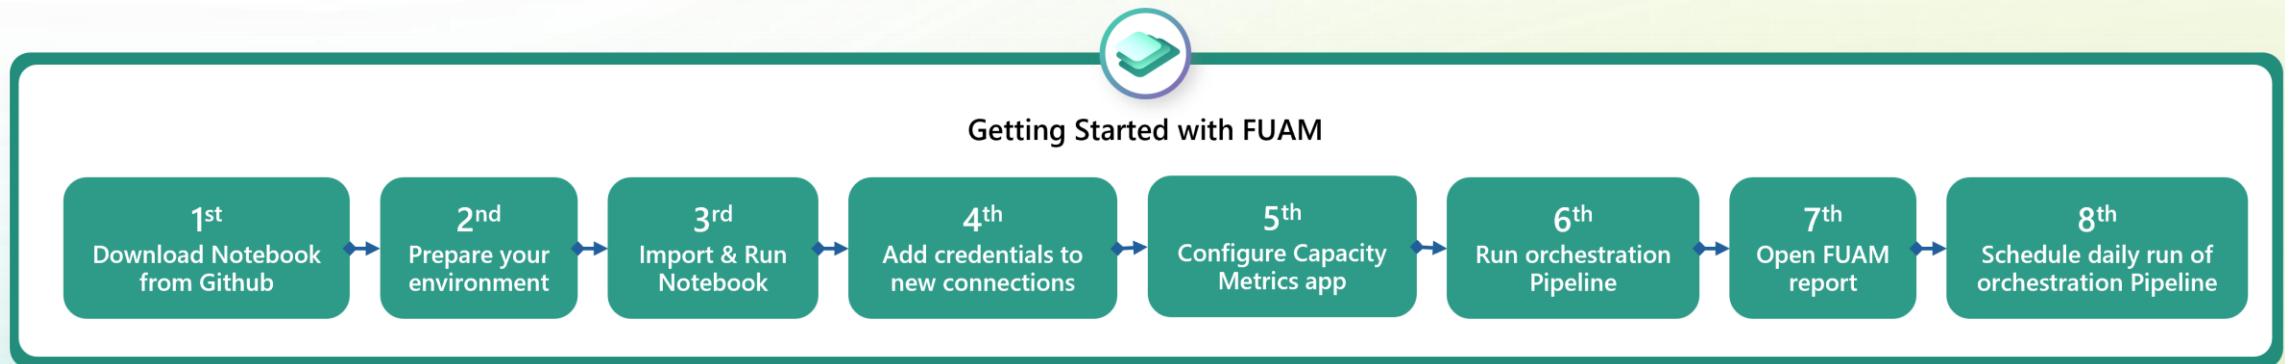 Getting Started with FUAM
1st
Download Notebook
from Github
2nd
Prepare your
environment
3rd
Import & Run
Notebook
4th
Add credentials to
new connections
5th
Configure Capacity
Metrics app
6th
Run orchestration
Pipeline
7th
Open FUAM
report
8th
Schedule daily run of
orchestration Pipeline